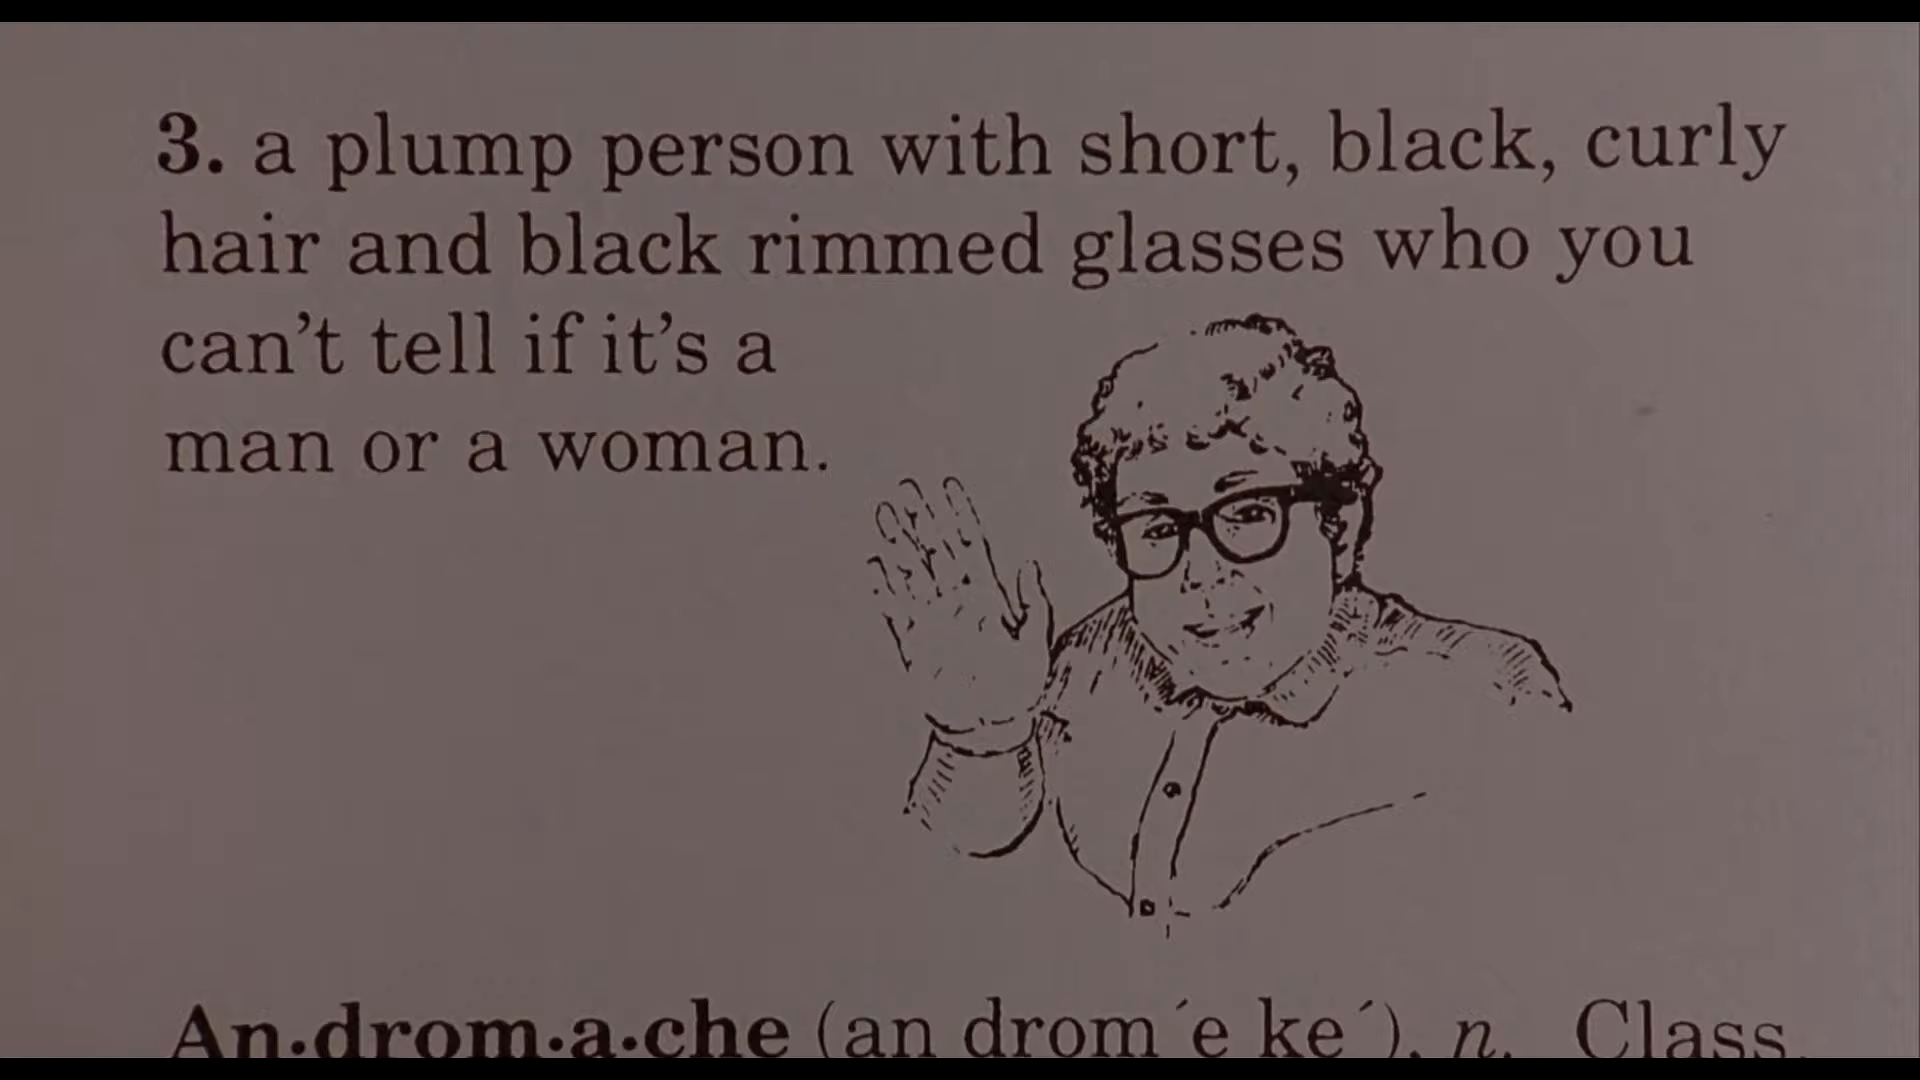 3. a plump person with short, black, curly
hair and black rimmed glasses who you
can't tell if it's a
man or a woman.
An·drom·a·che (an drom´e ke´), n. Class.